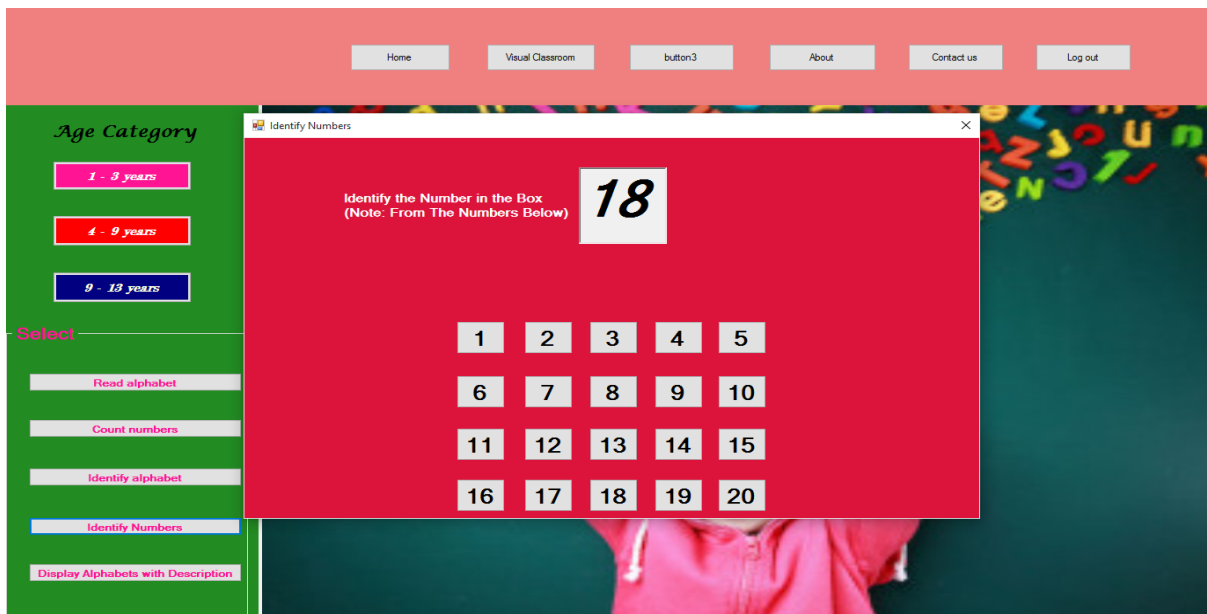 Home Visual Classroom button3 About Contact us Log out
Age Category
1 - 3 years
4 - 9 years
9 - 13 years
Select
Read alphabet
Count numbers
Identify alphabet
Identify Numbers
Display Alphabets with Description
Identify Numbers
Identify the Number in the Box
(Note: From The Numbers Below)
18
1 2 3 4 5
6 7 8 9 10
11 12 13 14 15
16 17 18 19 20